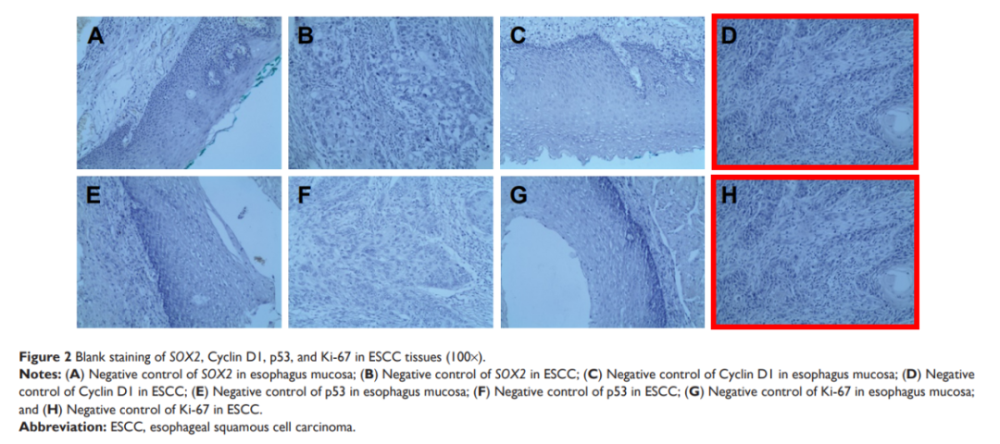 A
B
C
D
E
F
G
H
Figure 2 Blank staining of SOX2, Cyclin D1, p53, and Ki-67 in ESCC tissues (100×).
Notes: (A) Negative control of SOX2 in esophagus mucosa; (B) Negative control of SOX2 in ESCC; (C) Negative control of Cyclin D1 in esophagus mucosa; (D) Negative
control of Cyclin D1 in ESCC; (E) Negative control of p53 in esophagus mucosa; (F) Negative control of p53 in ESCC; (G) Negative control of Ki-67 in esophagus mucosa;
and (H) Negative control of Ki-67 in ESCC.
Abbreviation: ESCC, esophageal squamous cell carcinoma.